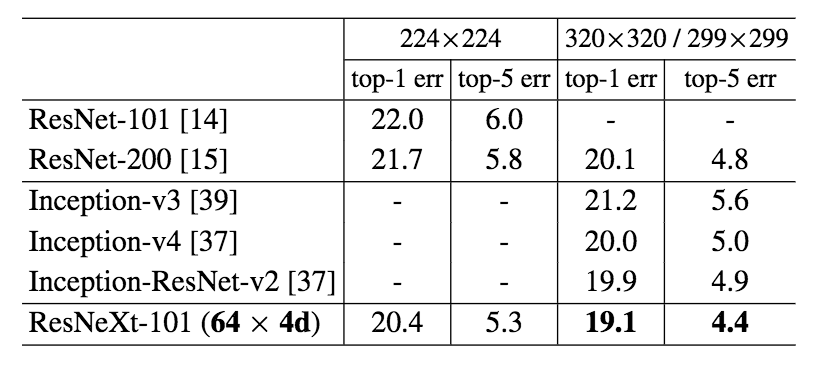 224×224 320×320 / 299×299
top-1 err top-5 err top-1 err top-5 err
ResNet-101 [14] 22.0 6.0 - -
ResNet-200 [15] 21.7 5.8 20.1 4.8
Inception-v3 [39] - - 21.2 5.6
Inception-v4 [37] - - 20.0 5.0
Inception-ResNet-v2 [37] - - 19.9 4.9
ResNeXt-101 (64 × 4d) 20.4 5.3 19.1 4.4